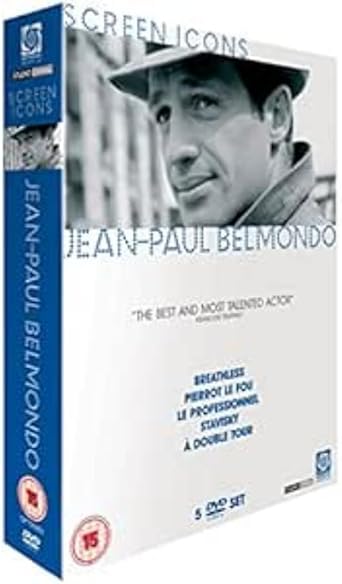 SCREEN ICONS
JEAN-PAUL BELMONDO
"THE BEST AND MOST TALENTED ACTOR"
BREATHLESS
PIERROT LE FOU
LE PROFESSIONNEL
STAVISKY
À DOUBLE TOUR
5 DVD SET
15
SCREEN
ICONS
JEAN-PAUL BELMONDO
15
DVD